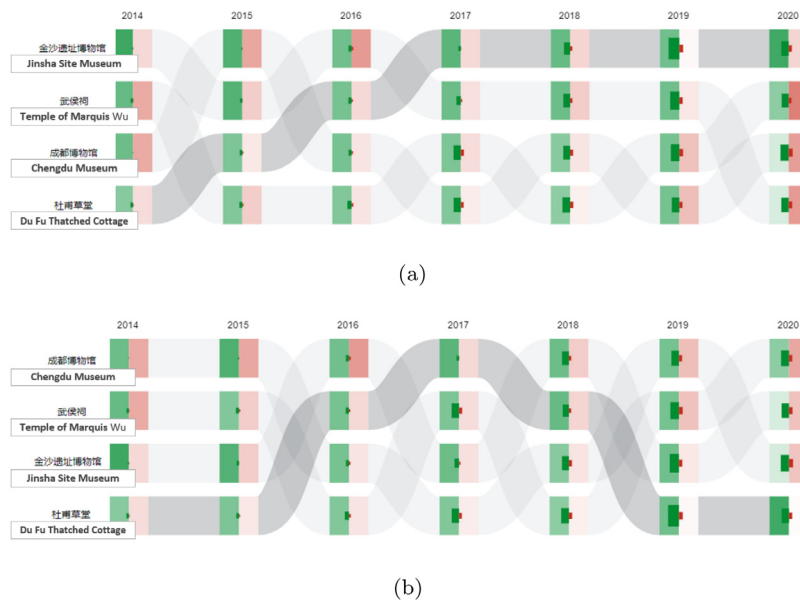 2014 2015 2016 2017 2018 2019 2020
金沙遗址博物馆
Jinsha Site Museum
武侯祠
Temple of Marquis Wu
成都博物馆
Chengdu Museum
杜甫草堂
Du Fu Thatched Cottage
(a)
2014 2015 2016 2017 2018 2019 2020
成都博物馆
Chengdu Museum
武侯祠
Temple of Marquis Wu
金沙遗址博物馆
Jinsha Site Museum
杜甫草堂
Du Fu Thatched Cottage
(b)